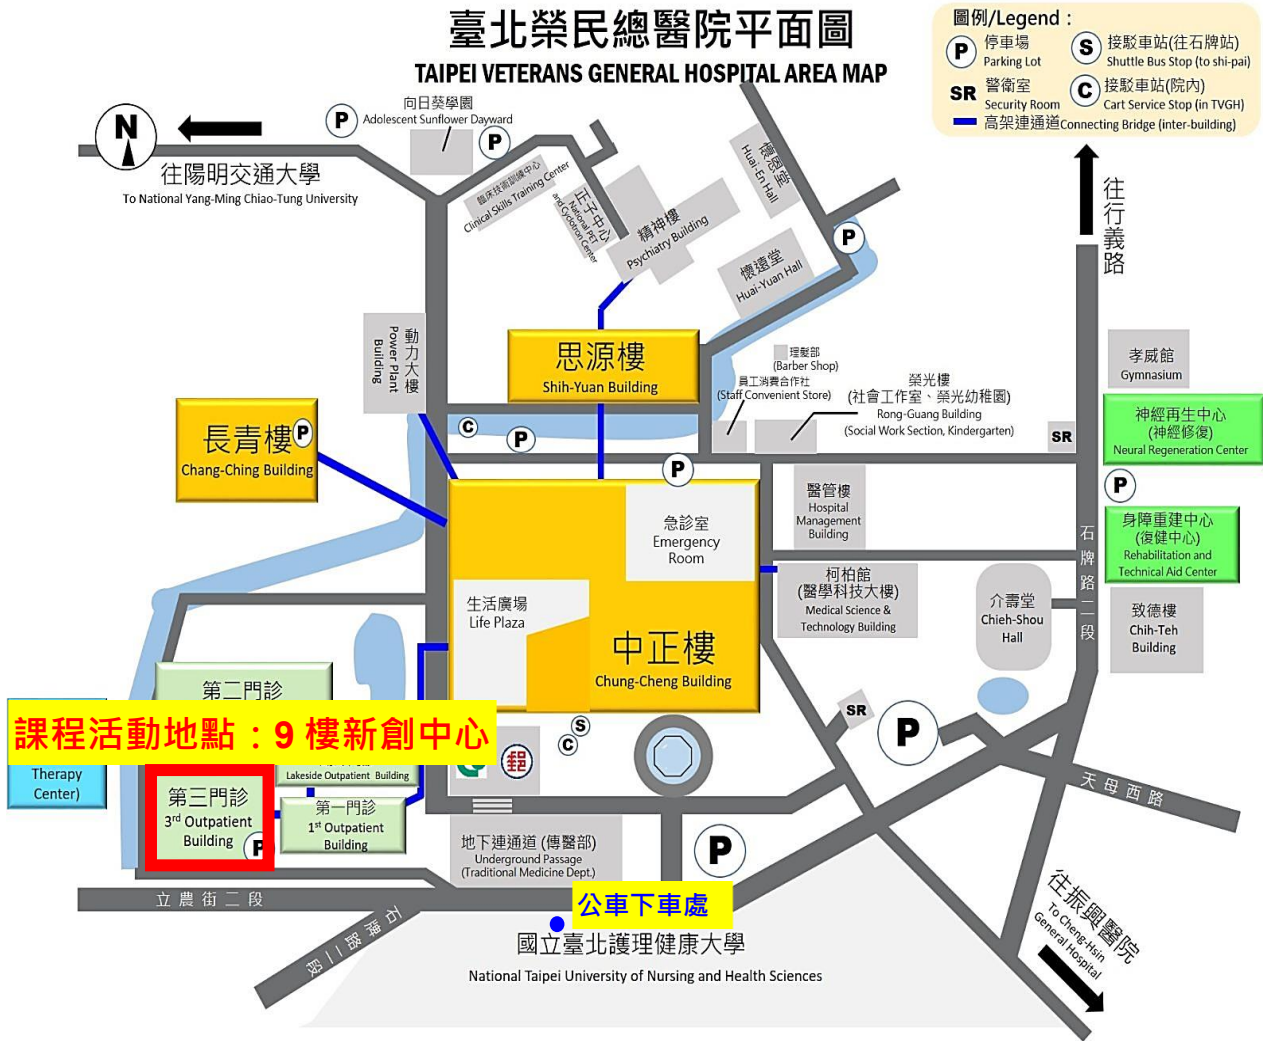 臺北榮民總醫院平面圖
TAIPEI VETERANS GENERAL HOSPITAL AREA MAP
圖例/Legend：
P 停車場
Parking Lot
S 接駁車站(往石牌站)
Shuttle Bus Stop (to shi-pai)
SR 警衛室
Security Room
C 接駁車站(院內)
Cart Service Stop (in TVGH)
高架連通道Connecting Bridge (inter-building)
N
往陽明交通大學
To National Yang-Ming Chiao-Tung University
P
向日葵學園
Adolescent Sunflower Dayward
P
臨床技術訓練中心
Clinical Skills Training Center
正子中心
National PET
and Cyclotron Center
精神樓
Psychiatry Building
懷恩堂
Huai-En Hall
懷遠堂
Huai-Yuan Hall
P
往行義路
動力大樓
Power Plant
Building
思源樓
Shih-Yuan Building
理髮部
(Barber Shop)
員工消費合作社
(Staff Convenient Store)
榮光樓
(社會工作室、榮光幼稚園)
Rong-Guang Building
(Social Work Section, Kindergarten)
孝威館
Gymnasium
神經再生中心
(神經修復)
Neural Regeneration Center
SR
長青樓
P
Chang-Ching Building
C
P
P
急診室
Emergency
Room
醫管樓
Hospital
Management
Building
P
身障重建中心
(復健中心)
Rehabilitation and
Technical Aid Center
石牌路二段
生活廣場
Life Plaza
中正樓
Chung-Cheng Building
柯柏館
(醫學科技大樓)
Medical Science &
Technology Building
介壽堂
Chieh-Shou
Hall
致德樓
Chih-Teh
Building
第二門診
課程活動地點：9 樓新創中心
Therapy
Center)
Lakeside Outpatient Building
S
C
郵
SR
P
天母西路
第三門診
3rd Outpatient
Building
P
第一門診
1st Outpatient
Building
地下連通道 (傳醫部)
Underground Passage
(Traditional Medicine Dept.)
P
立農街二段
石牌路二段
公車下車處
國立臺北護理健康大學
National Taipei University of Nursing and Health Sciences
往振興醫院
To Cheng-Hsin
General Hospital